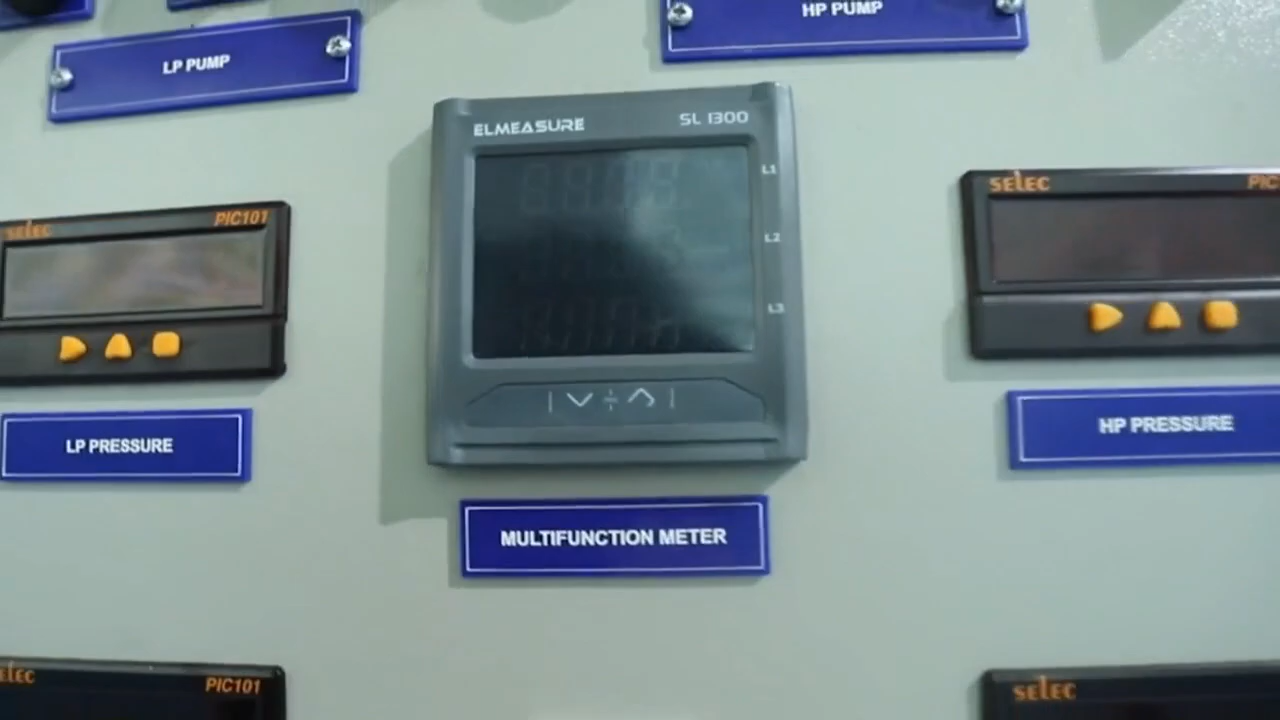 LP PUMP
HP PUMP
ELMEASURE
SL 1300
L1
L2
L3
selec
PIC101
selec
PIC
LP PRESSURE
HP PRESSURE
MULTIFUNCTION METER
elec
PIC101
selec